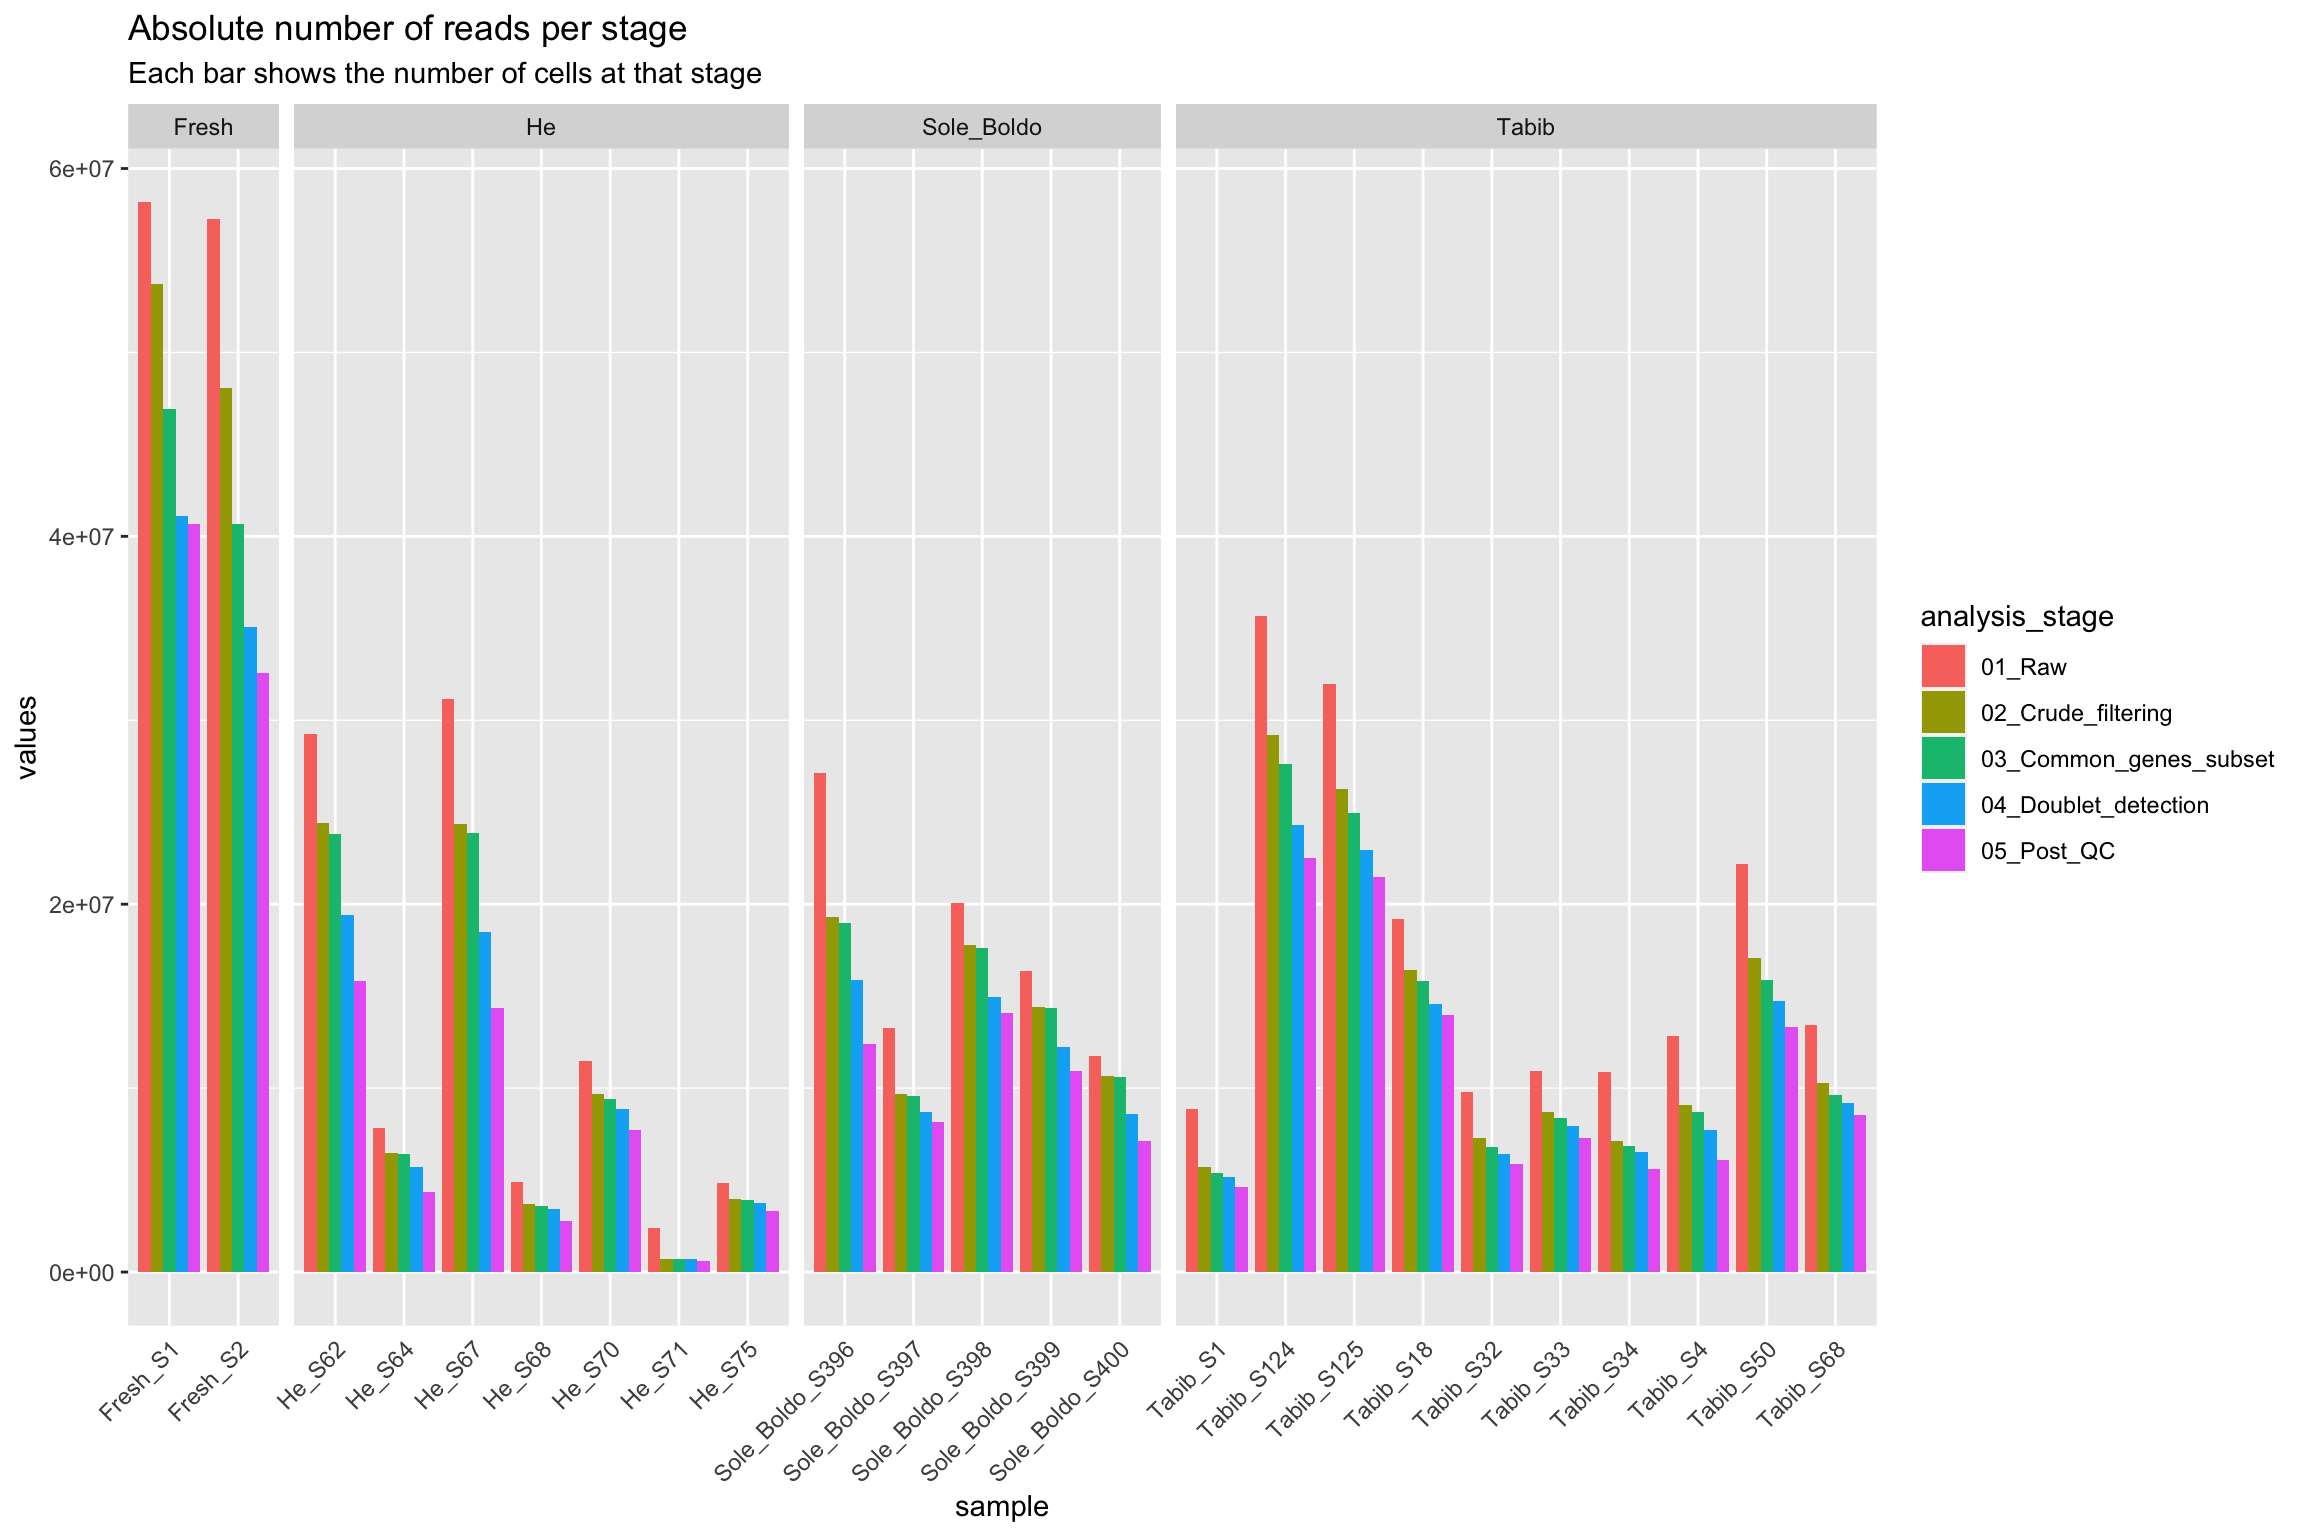 Absolute number of reads per stage
Each bar shows the number of cells at that stage
Fresh
He
Sole_Boldo
Tabib
6e+07
4e+07
2e+07
0e+00
values
Fresh_S1
Fresh_S2
He_S62
He_S64
He_S67
He_S68
He_S70
He_S71
He_S75
Sole_Boldo_S396
Sole_Boldo_S397
Sole_Boldo_S398
Sole_Boldo_S399
Sole_Boldo_S400
Tabib_S1
Tabib_S124
Tabib_S125
Tabib_S18
Tabib_S32
Tabib_S33
Tabib_S34
Tabib_S4
Tabib_S50
Tabib_S68
sample
analysis_stage
01_Raw
02_Crude_filtering
03_Common_genes_subset
04_Doublet_detection
05_Post_QC